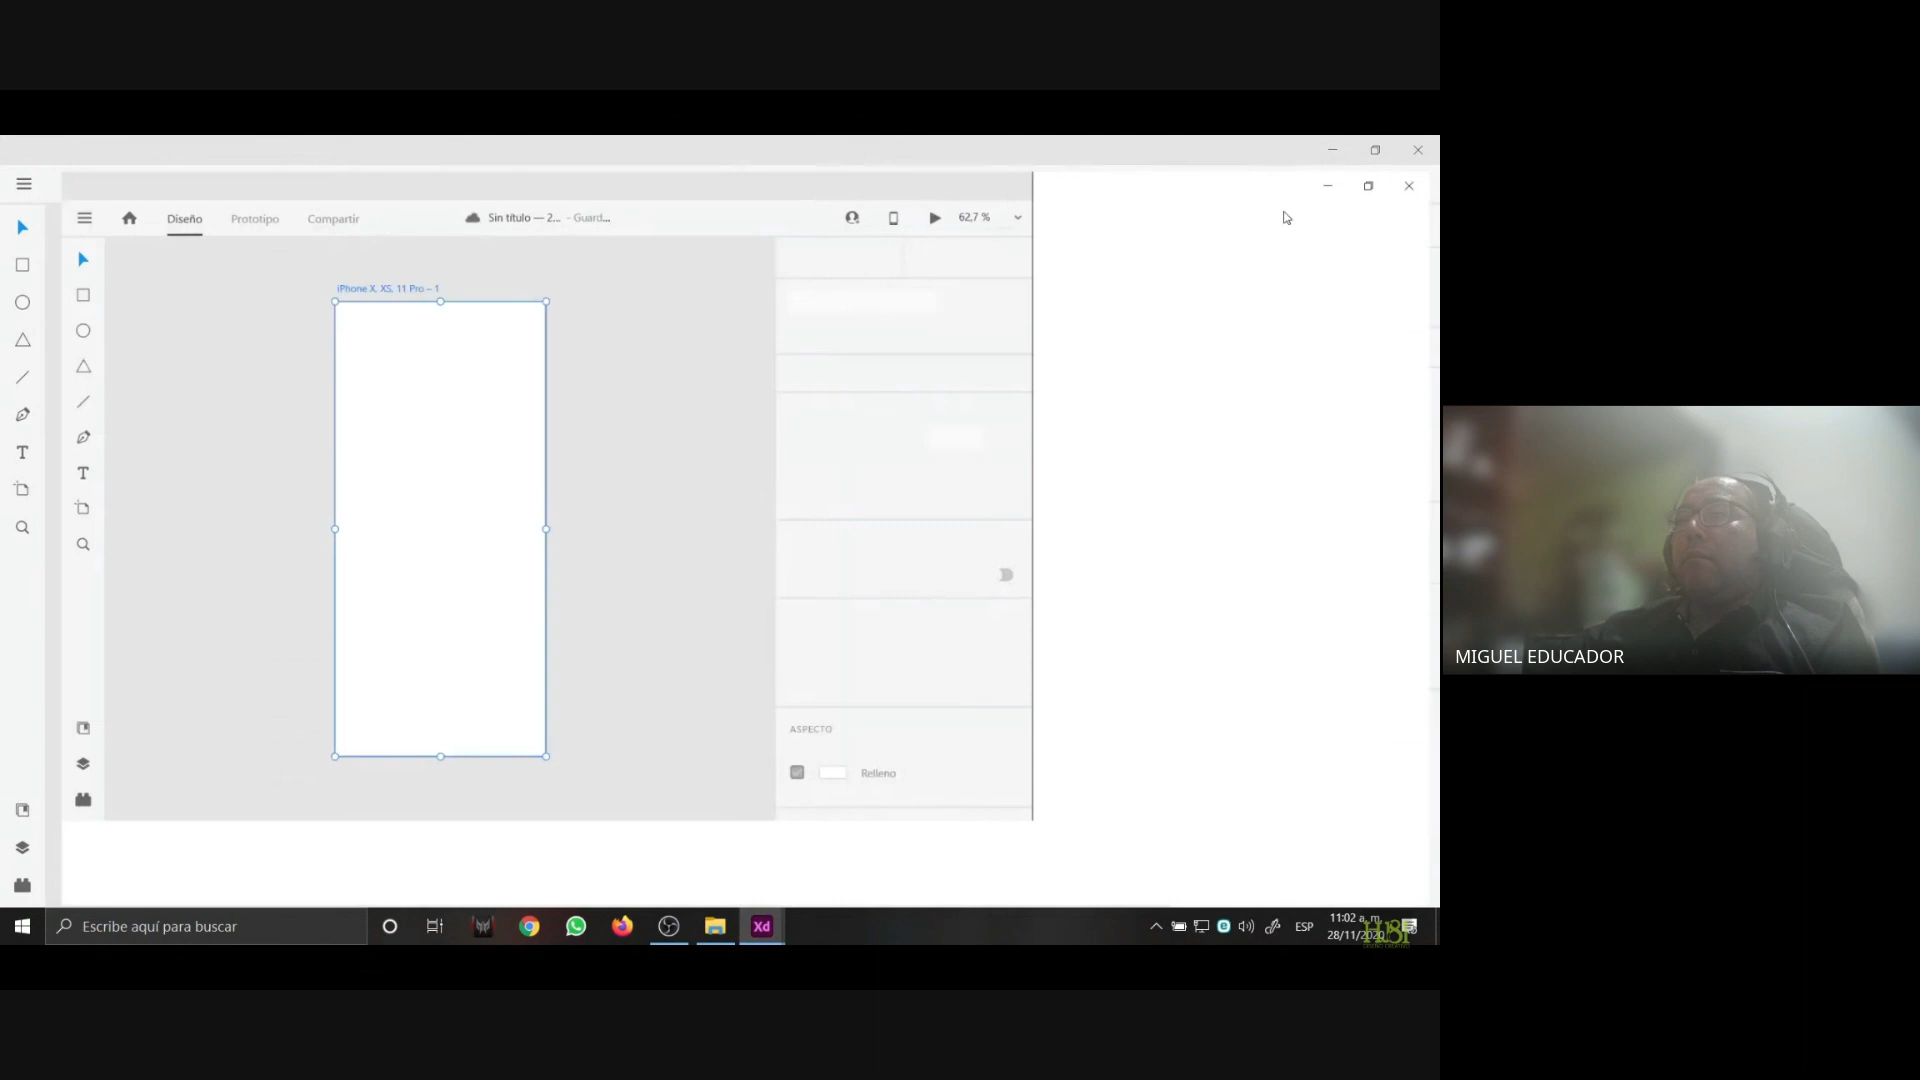 Diseño
Prototipo
Compartir
Sin título — 2... - Guard...
62,7 %
iPhone X, XS, 11 Pro – 1
T
T
ASPECTO
Relleno
MIGUEL EDUCADOR
Escribe aquí para buscar
Xd
ESP
11:02 a. m.
28/11/2020